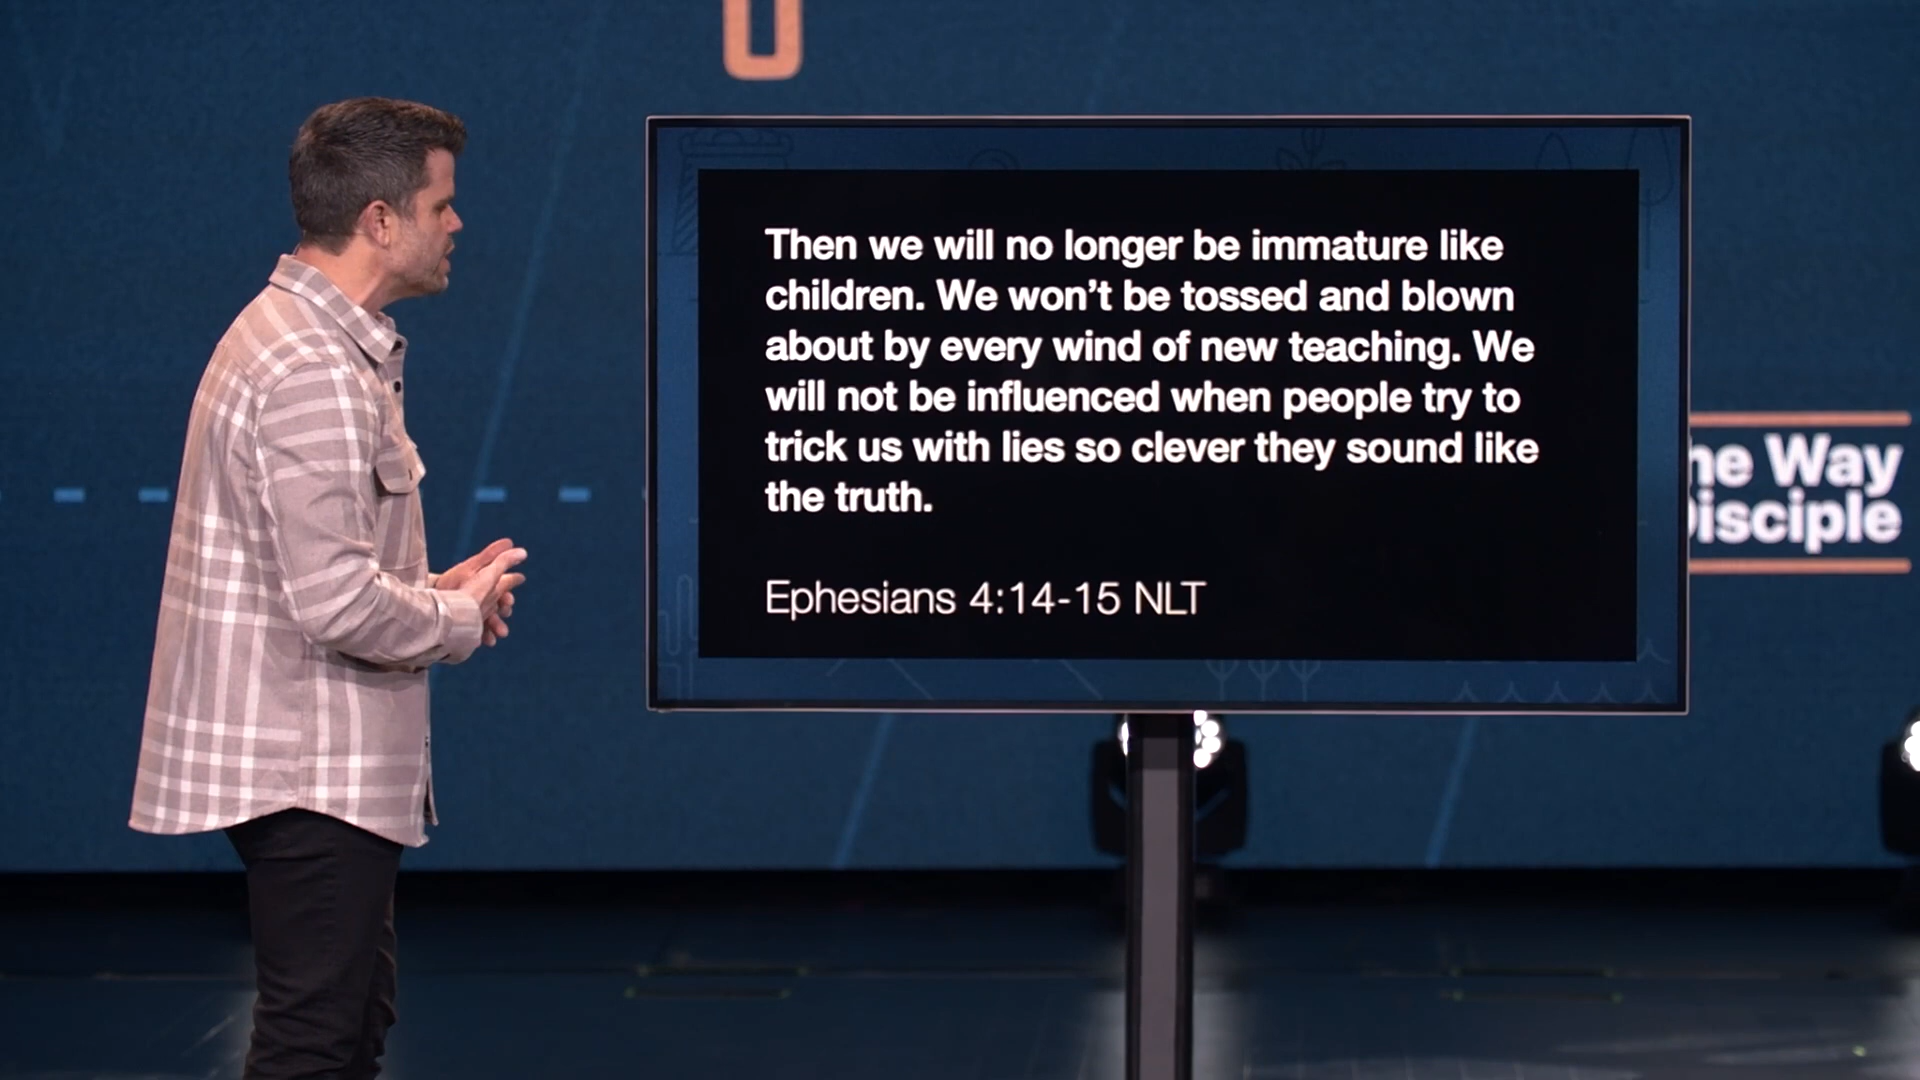 Then we will no longer be immature like
children. We won't be tossed and blown
about by every wind of new teaching. We
will not be influenced when people try to
trick us with lies so clever they sound like
the truth.
Ephesians 4:14-15 NLT
Way